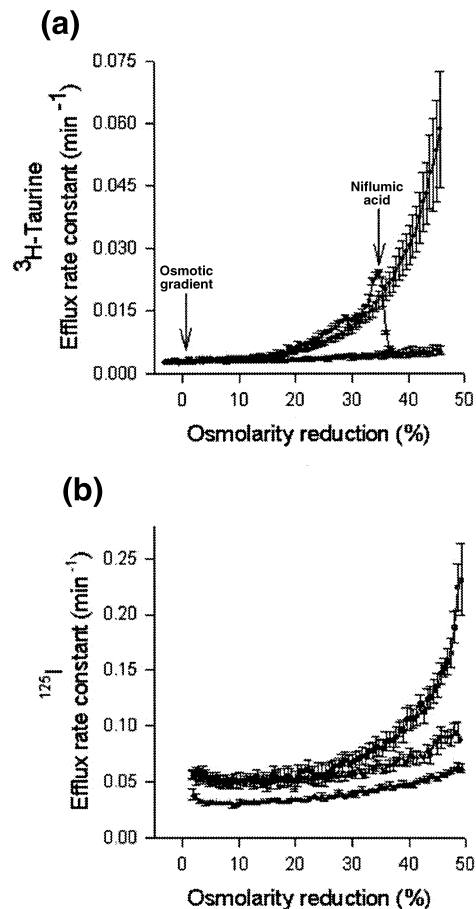 (a)
³H-Taurine
Efflux rate constant (min⁻¹)
0.075
0.060
0.045
0.030
0.015
0.000
Niflumic
acid
Osmotic
gradient
0 10 20 30 40 50
Osmolarity reduction (%)
(b)
¹²⁵I
Efflux rate constant (min⁻¹)
0.25
0.20
0.15
0.10
0.05
0.00
0 10 20 30 40 50
Osmolarity reduction (%)